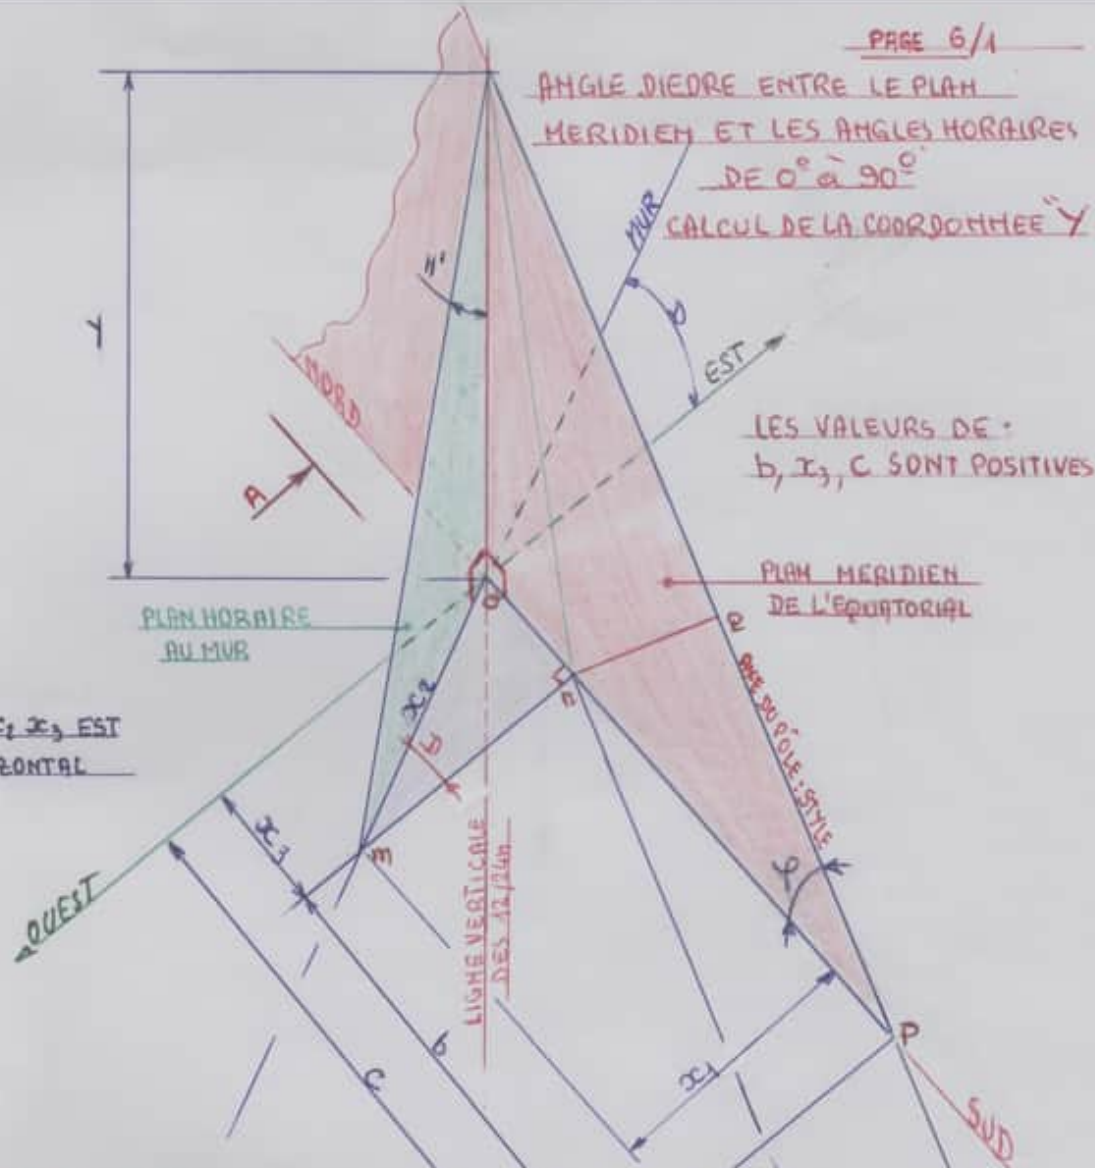 PAGE 6/1
ANGLE DIEDRE ENTRE LE PLAN
MERIDIEN ET LES ANGLES HORAIRES
DE 0° à 90°
CALCUL DE LA COORDONNEE "Y
MUR
H'
Y
D
EST
NORD
A
LES VALEURS DE :
b, x3, C SONT POSITIVES
PLAN MERIDIEN
DE L'EQUATORIAL
PLAN HORAIRE
AU MUR
O
R
x2
AXE DU POLE : STYLE
x3 EST
ZONTAL
x3
m
LIGNE VERTICALE
DES 12/24h
φ
OUEST
P
b
C
x1
SUD